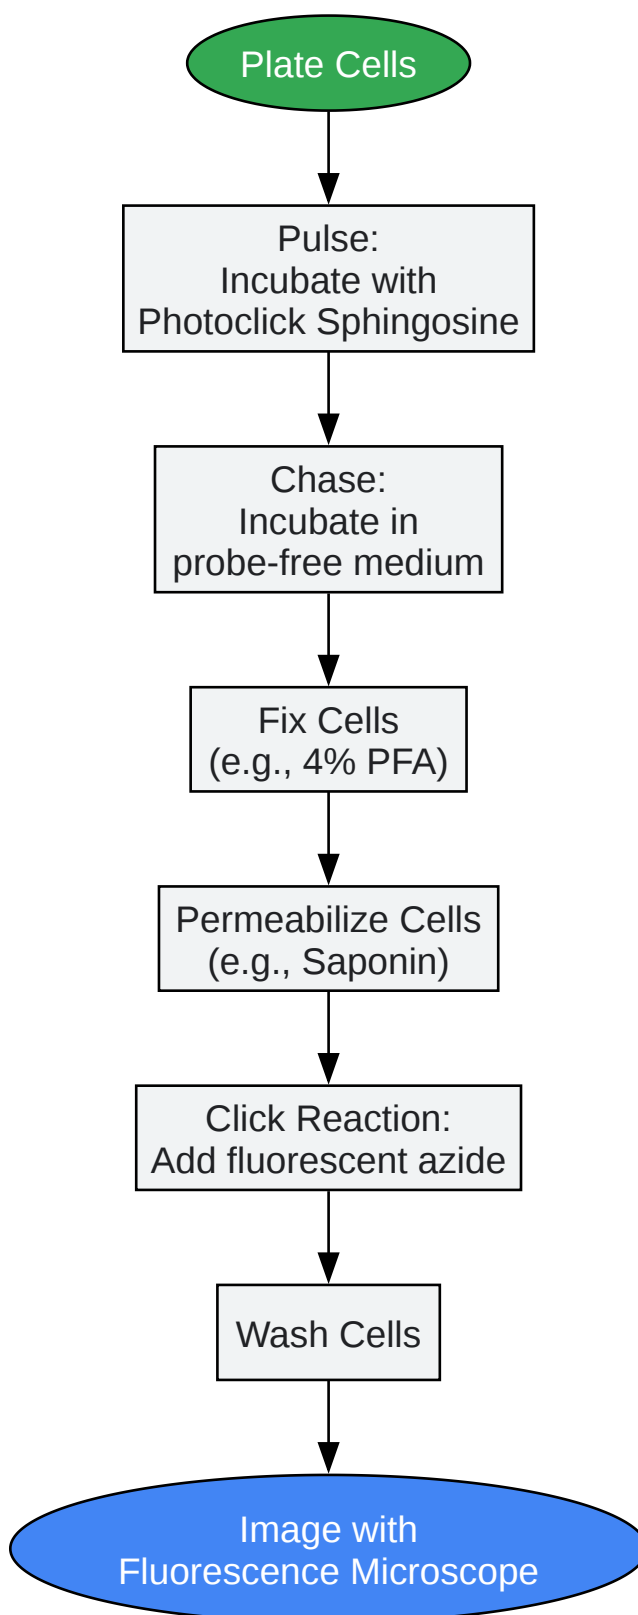 Plate Cells
Pulse:
Incubate with
Photoclick Sphingosine
Chase:
Incubate in
probe-free medium
Fix Cells
(e.g., 4% PFA)
Permeabilize Cells
(e.g., Saponin)
Click Reaction:
Add fluorescent azide
Wash Cells
Image with
Fluorescence Microscope